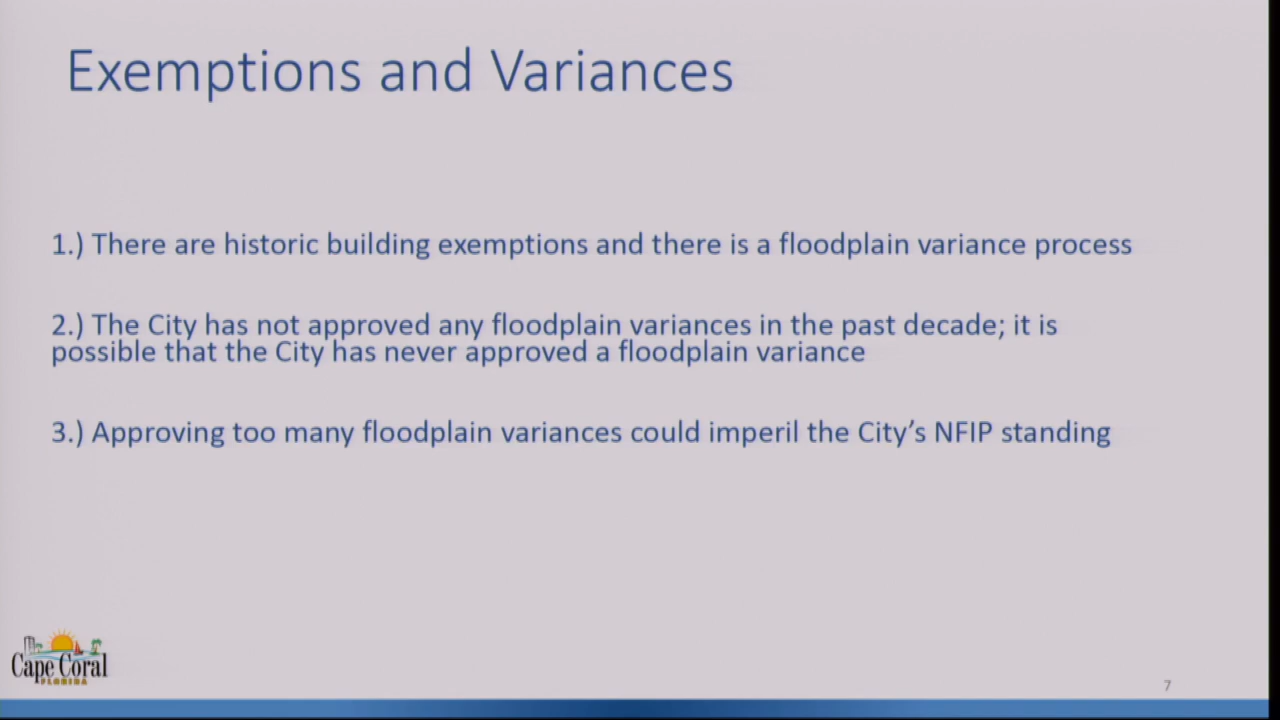 Exemptions and Variances
1.) There are historic building exemptions and there is a floodplain variance process
2.) The City has not approved any floodplain variances in the past decade; it is
possible that the City has never approved a floodplain variance
3.) Approving too many floodplain variances could imperil the City’s NFIP standing
Cape Coral
FLORIDA
7